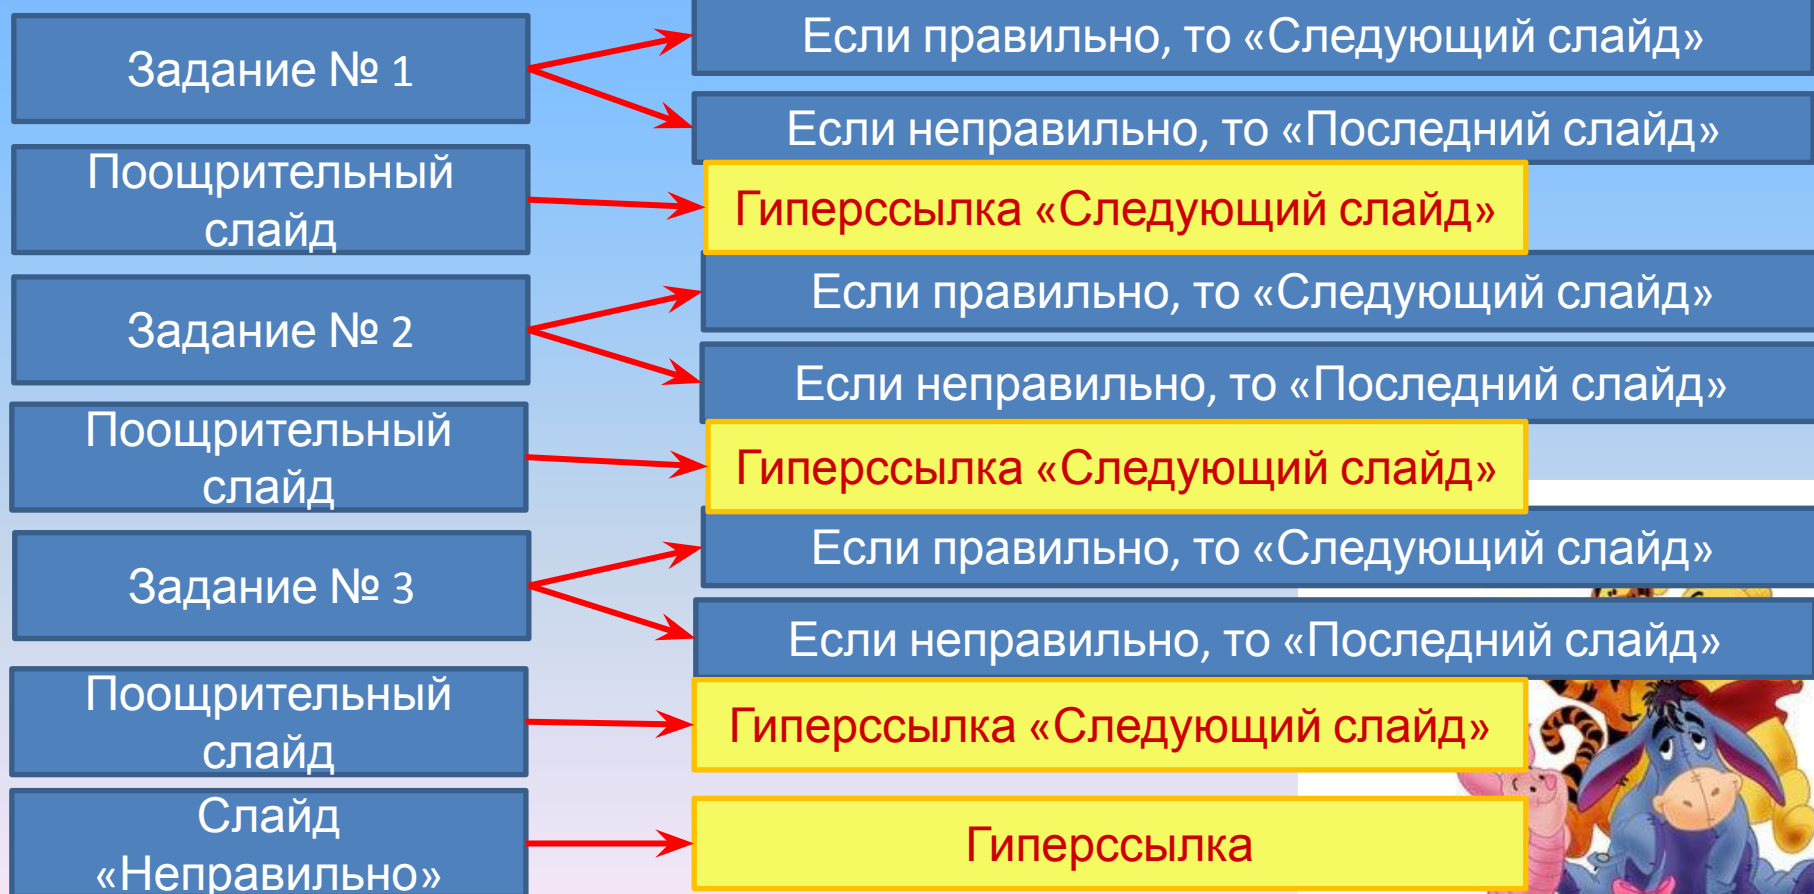 Задание № 1
Если правильно, то «Следующий слайд»
Если неправильно, то «Последний слайд»
Поощрительный
слайд
Гиперссылка «Следующий слайд»
Задание № 2
Если правильно, то «Следующий слайд»
Если неправильно, то «Последний слайд»
Поощрительный
слайд
Гиперссылка «Следующий слайд»
Задание № 3
Если правильно, то «Следующий слайд»
Если неправильно, то «Последний слайд»
Поощрительный
слайд
Гиперссылка «Следующий слайд»
Слайд
«Неправильно»
Гиперссылка